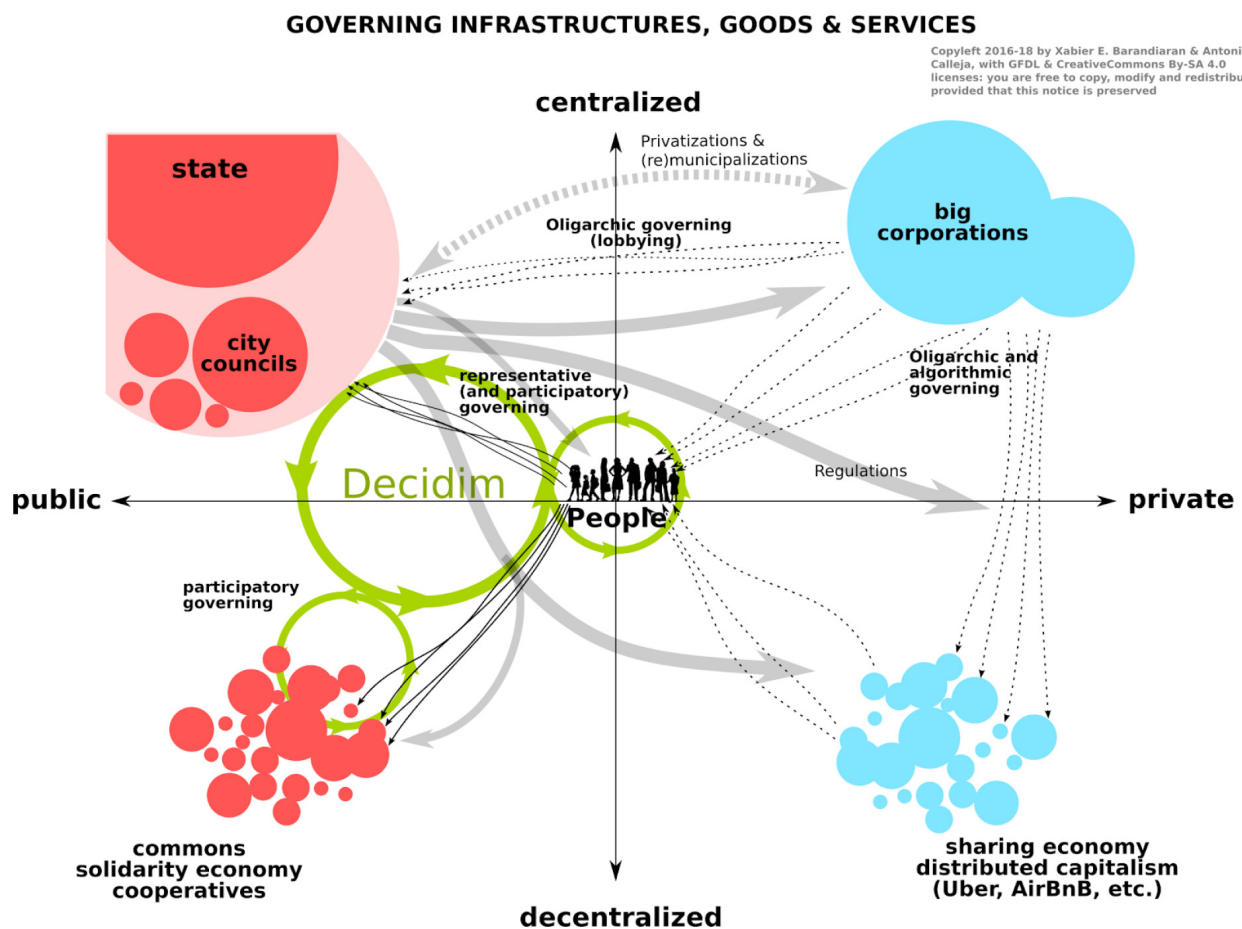 GOVERNING INFRASTRUCTURES, GOODS & SERVICES
Copyleft 2016-18 by Xabier E. Barandiaran & Antoni
Calleja, with GFDL & CreativeCommons By-SA 4.0
licenses: you are free to copy, modify and redistribu
provided that this notice is preserved
centralized
Privatizations &
(re)municipalizations
state
big
corporations
Oligarchic governing
(lobbying)
city
councils
Oligarchic and
algorithmic
governing
representative
(and participatory)
governing
Decidim
Regulations
public
People
private
participatory
governing
commons
solidarity economy
cooperatives
sharing economy
distributed capitalism
(Uber, AirBnB, etc.)
decentralized